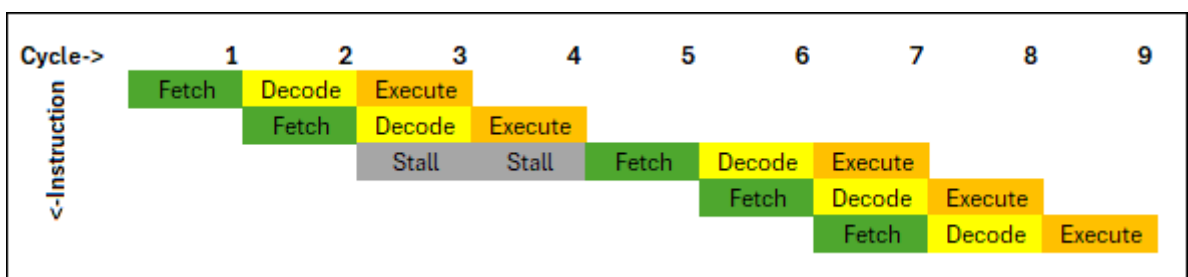 Cycle-> 1 2 3 4 5 6 7 8 9
<-Instruction
Fetch Decode Execute
Fetch Decode Execute
Stall Stall Fetch Decode Execute
Fetch Decode Execute
Fetch Decode Execute